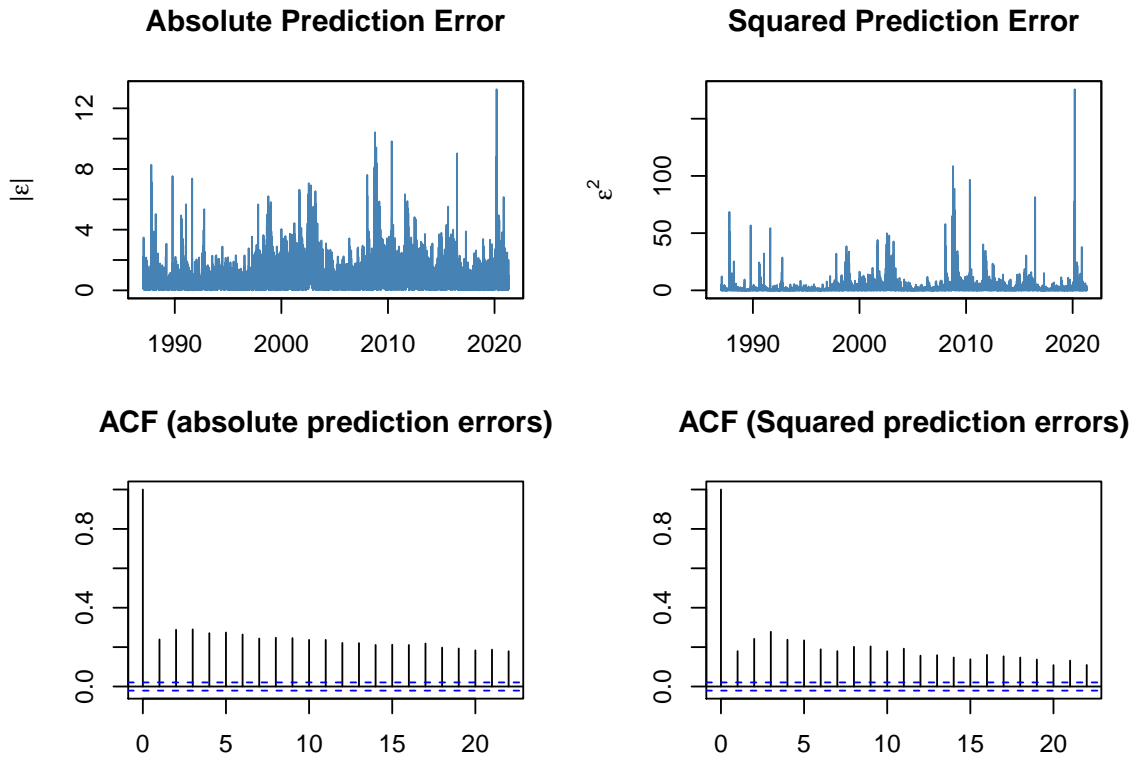 Absolute Prediction Error
|ε|
0 4 8 12
1990 2000 2010 2020
Squared Prediction Error
ε2
0 50 100
1990 2000 2010 2020
ACF (absolute prediction errors)
0.0 0.4 0.8
0 5 10 15 20
ACF (Squared prediction errors)
0.0 0.4 0.8
0 5 10 15 20